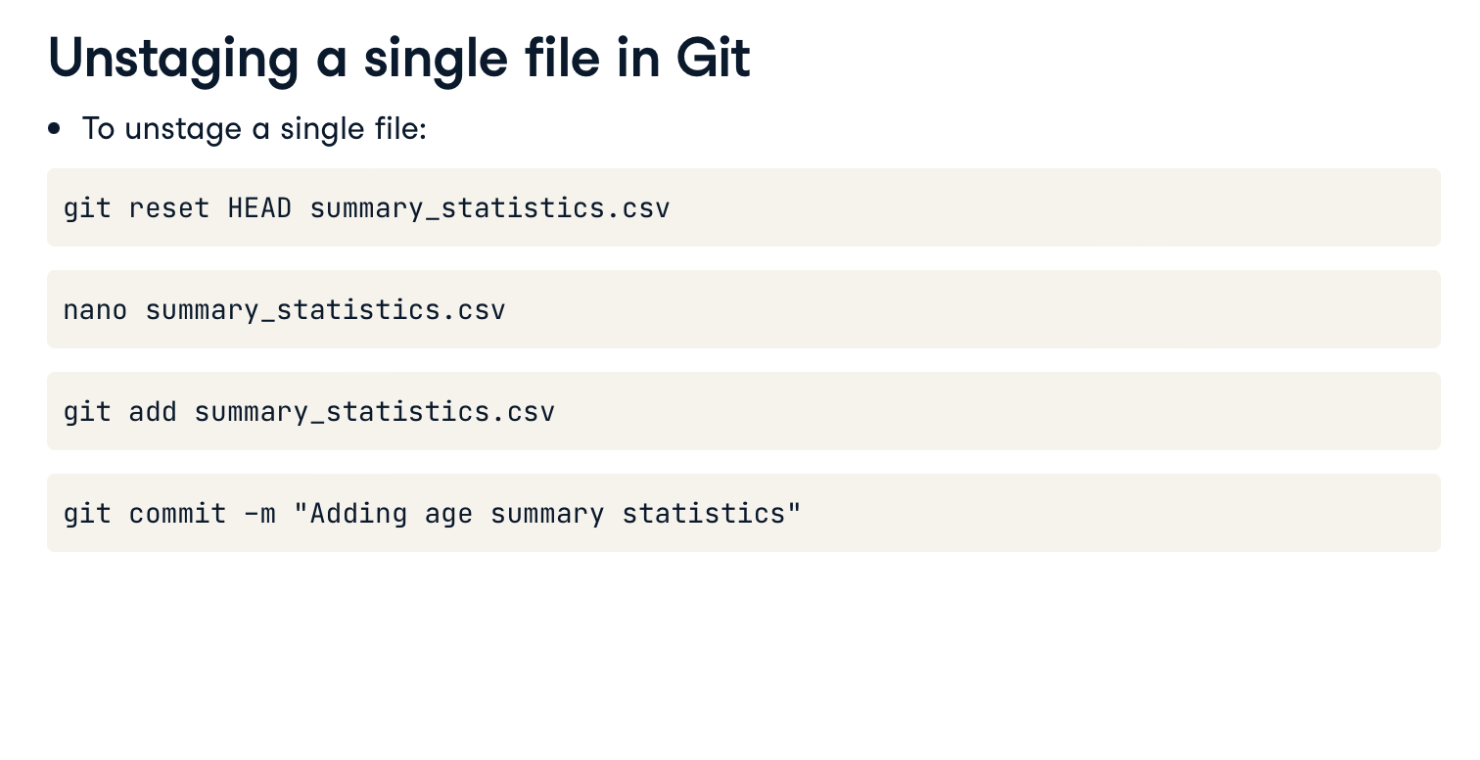 Unstaging a single file in Git
• To unstage a single file:
git reset HEAD summary_statistics.csv
nano summary_statistics.csv
git add summary_statistics.csv
git commit -m "Adding age summary statistics"